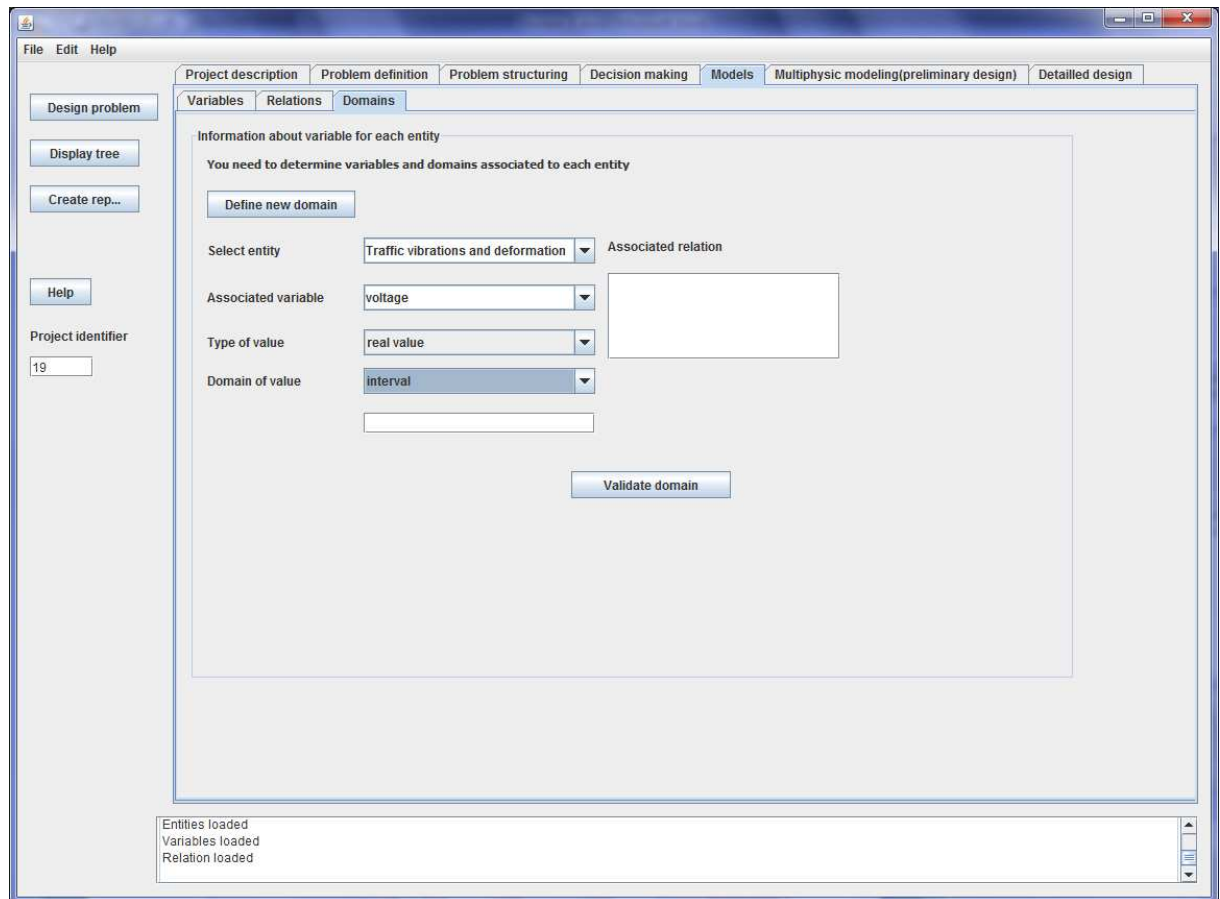 File Edit Help
Project description Problem definition Problem structuring Decision making Models Multiphysic modeling(preliminary design) Detailled design
Variables Relations Domains
Design problem
Display tree
Create rep...
Help
Project identifier
19
Information about variable for each entity
You need to determine variables and domains associated to each entity
Define new domain
Select entity Traffic vibrations and deformation Associated relation
Associated variable voltage
Type of value real value
Domain of value interval
Validate domain
Entities loaded
Variables loaded
Relation loaded